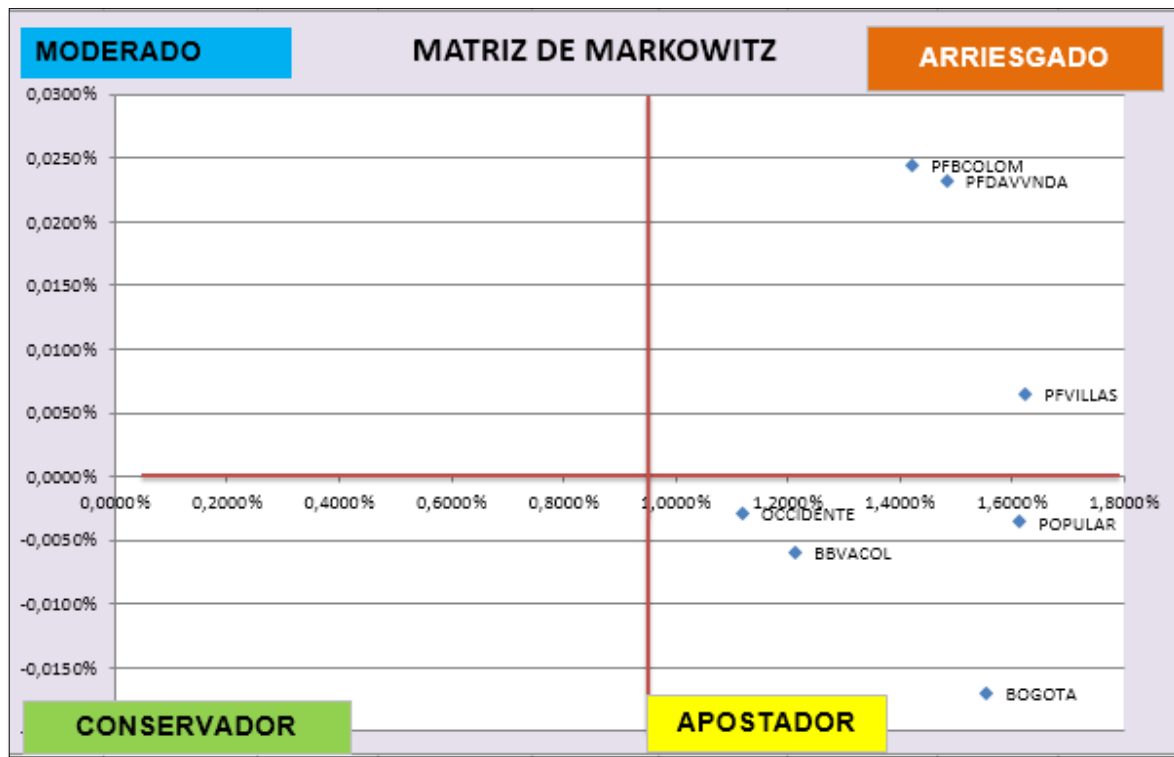 MODERADO
MATRIZ DE MARKOWITZ
ARRIESGADO
0,0300%
0,0250%
PFBCOLOM
PFDAVVNDA
0,0200%
0,0150%
0,0100%
0,0050%
PFVILLAS
0,0000%
0,0000% 0,2000% 0,4000% 0,6000% 0,8000% 1,0000% 1,2000% 1,4000% 1,6000% 1,8000%
OCCIDENTE
POPULAR
-0,0050%
BBVACOL
-0,0100%
-0,0150%
BOGOTA
CONSERVADOR
APOSTADOR